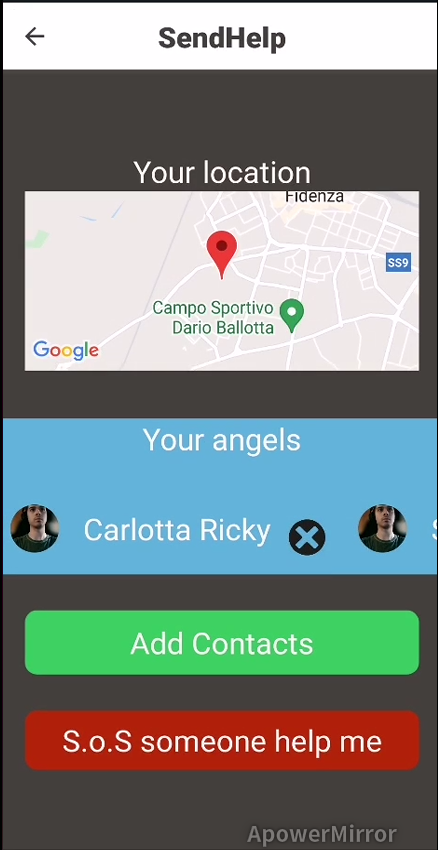 SendHelp
Your location
Fidenza
SS9
Campo Sportivo
Dario Ballotta
Google
Your angels
Carlotta Ricky
Add Contacts
S.o.S someone help me
ApowerMirror